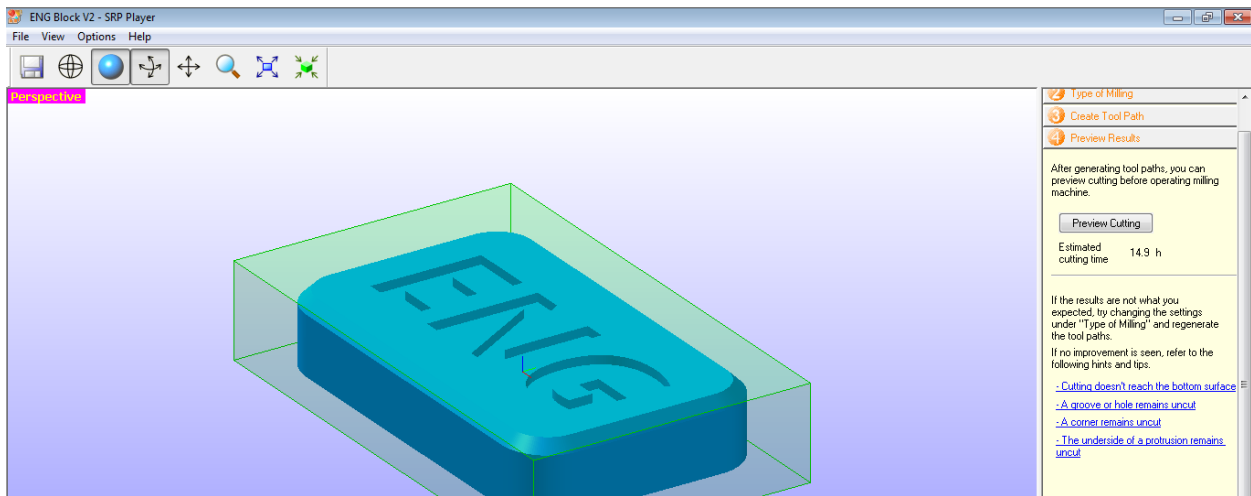 ENG Block V2 - SRP Player
File View Options Help
Perspective
ENG
2 Type of Milling
3 Create Tool Path
4 Preview Results
After generating tool paths, you can
preview cutting before operating milling
machine.
Preview Cutting
Estimated
cutting time 14.9 h
If the results are not what you
expected, try changing the settings
under "Type of Milling" and regenerate
the tool paths.
If no improvement is seen, refer to the
following hints and tips.
- Cutting doesn't reach the bottom surface
- A groove or hole remains uncut
- A corner remains uncut
- The underside of a protrusion remains
uncut